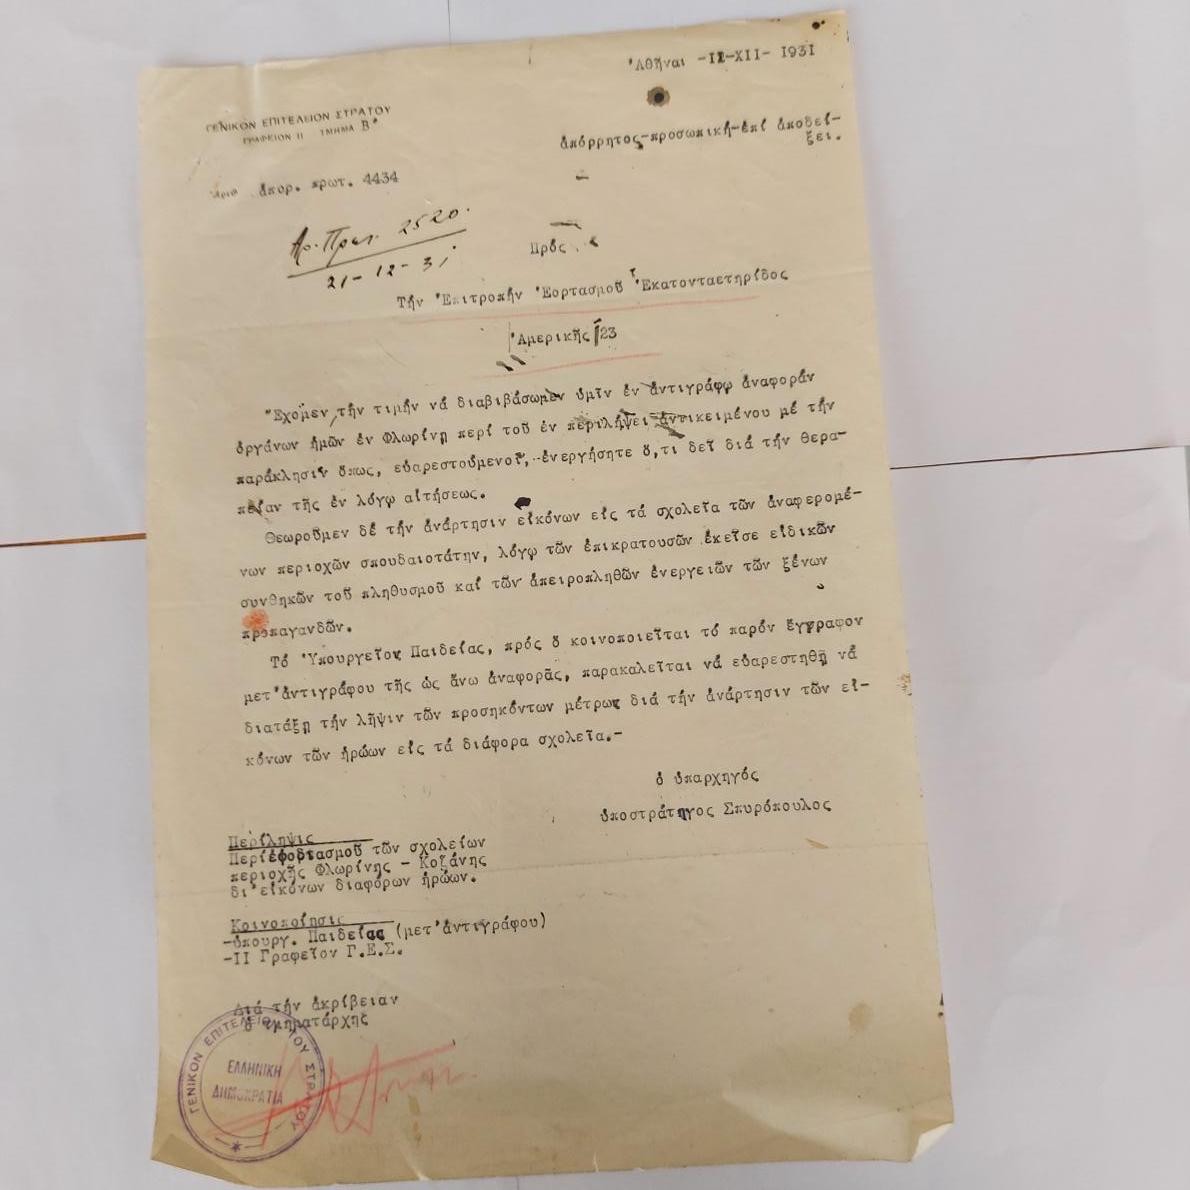 Ἀθῆναι -11-XII- 1931
ΓΕΝΙΚΟΝ ΕΠΙΤΕΛΕΙΟΝ ΣΤΡΑΤΟΥ
ΓΡΑΦΕΙΟΝ ΙΙ ΤΜΗΜΑ Β°
ἀπόρρητος-προσωπική-ἐπί ἀποδεί-
ξει.
Ἀριθ. ἀπορ. πρωτ. 4434
Αρ. Πρωτ. 2520.
21-12-31
Πρός
Τήν Ἐπιτροπήν Ἑορτασμοῦ Ἑκατονταετηρίδος
Ἀμερικῆς 23
Ἔχομεν τήν τιμήν νά διαβιβάσωμεν ὑμῖν ἐν ἀντιγράφῳ ἀναφοράν
ὀργάνων ἡμῶν ἐν Φλωρίνῃ περί τοῦ ἐν περιλήψει ἀντικειμένου μέ τήν
παράκλησιν ὅπως, εὐαρεστούμενοι, ἐνεργήσητε ὅ,τι δεῖ διά τήν θερα-
πείαν τῆς ἐν λόγῳ αἰτήσεως.
Θεωροῦμεν δέ τήν ἀνάρτησιν εἰκόνων εἰς τά σχολεῖα τῶν ἀναφερομέ-
νων περιοχῶν σπουδαιοτάτην, λόγῳ τῶν ἐπικρατουσῶν ἐκεῖσε εἰδικῶν
συνθηκῶν τοῦ πληθυσμοῦ καί τῶν ἀπειροπληθῶν ἐνεργειῶν τῶν ξένων
προπαγανδῶν.
Τό Ὑπουργεῖον Παιδείας, πρός ὅ κοινοποιεῖται τό παρόν ἔγγραφον
μετ'ἀντιγράφου τῆς ὡς ἄνω ἀναφορᾶς, παρακαλεῖται νά εὐαρεστηθῇ νά
διατάξῃ τήν λῆψιν τῶν προσηκόντων μέτρων διά τήν ἀνάρτησιν τῶν εἰ-
κόνων τῶν ἡρώων εἰς τά διάφορα σχολεῖα.-
ὁ ὑπαρχηγός
ὑποστράτηγος Σπυρόπουλος
Περίληψις
Περί ἐφοδιασμοῦ τῶν σχολείων
περιοχῆς Φλωρίνης - Κοζάνης
δι'εἰκόνων διαφόρων ἡρώων.
Κοινοποίησις
-ὑπουργ. Παιδείας (μετ'ἀντιγράφου)
-ΙΙ Γραφεῖον Γ.Ε.Σ.
Διά τήν ἀκρίβειαν
ὁ τμηματάρχης
ΓΕΝΙΚΟΝ ΕΠΙΤΕΛΕΙΟΝ ΤΟΥ ΣΤΡΑΤΟΥ
ΕΛΛΗΝΙΚΗ
ΔΗΜΟΚΡΑΤΙΑ